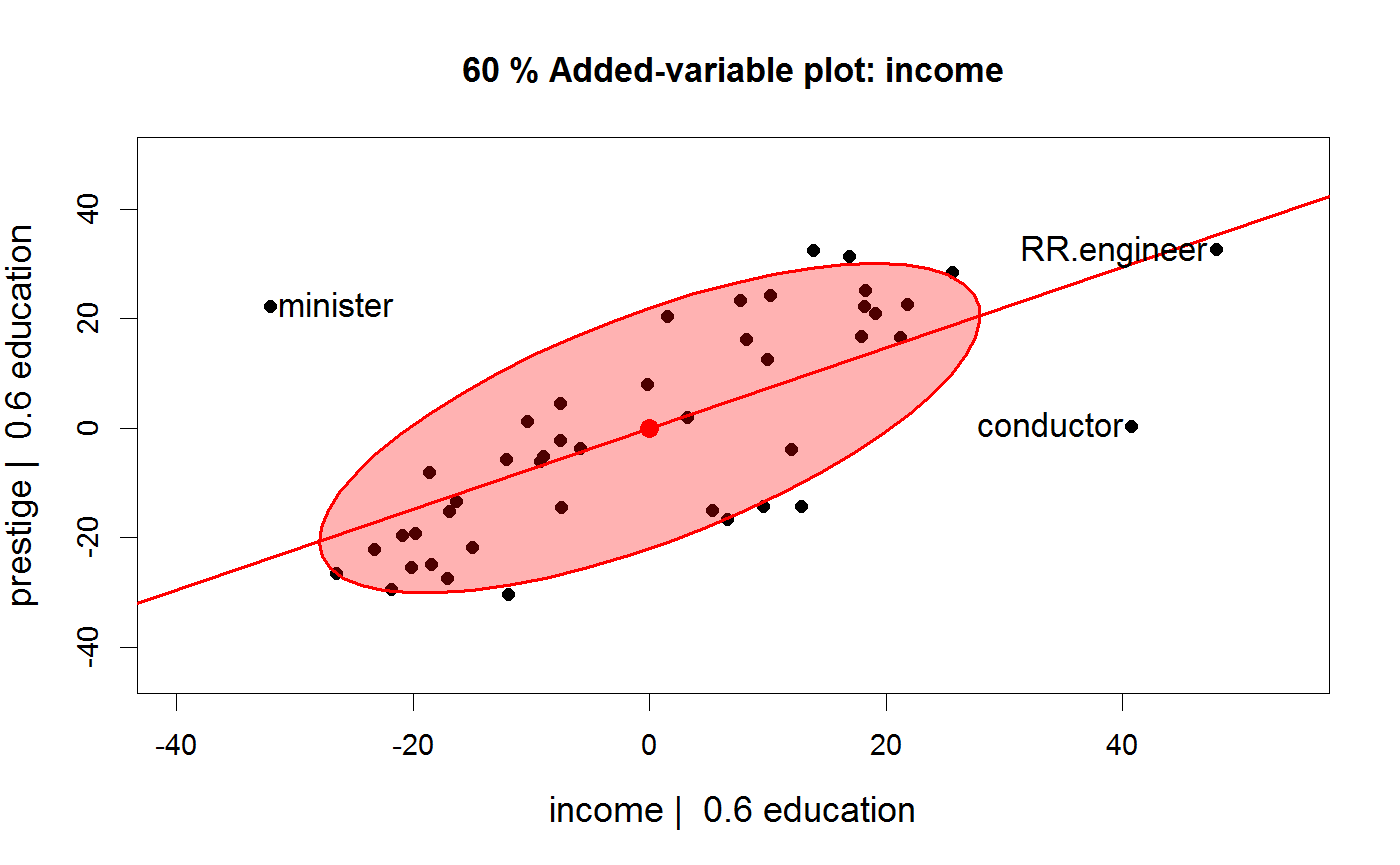 60 % Added-variable plot: income
prestige |  0.6 education
40
20
0
-20
-40
minister
RR.engineer
conductor
-40
-20
0
20
40
income |  0.6 education